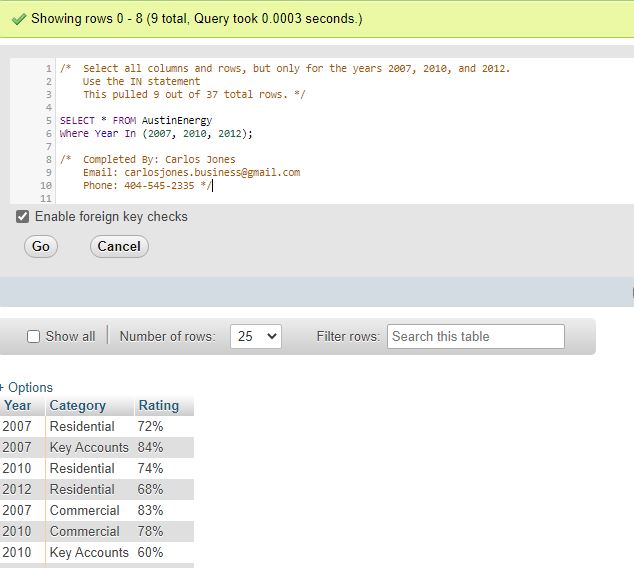 Showing rows 0 - 8 (9 total, Query took 0.0003 seconds.)
1 /*  Select all columns and rows, but only for the years 2007, 2010, and 2012.
2     Use the IN statement
3     This pulled 9 out of 37 total rows. */
4
5 SELECT * FROM AustinEnergy
6 Where Year In (2007, 2010, 2012);
7
8 /*  Completed By: Carlos Jones
9     Email: carlosjones.business@gmail.com
10     Phone: 404-545-2335 */
11
Enable foreign key checks
Go Cancel
Show all Number of rows: 25 Filter rows: Search this table
+ Options
Year Category Rating
2007 Residential 72%
2007 Key Accounts 84%
2010 Residential 74%
2012 Residential 68%
2007 Commercial 83%
2010 Commercial 78%
2010 Key Accounts 60%